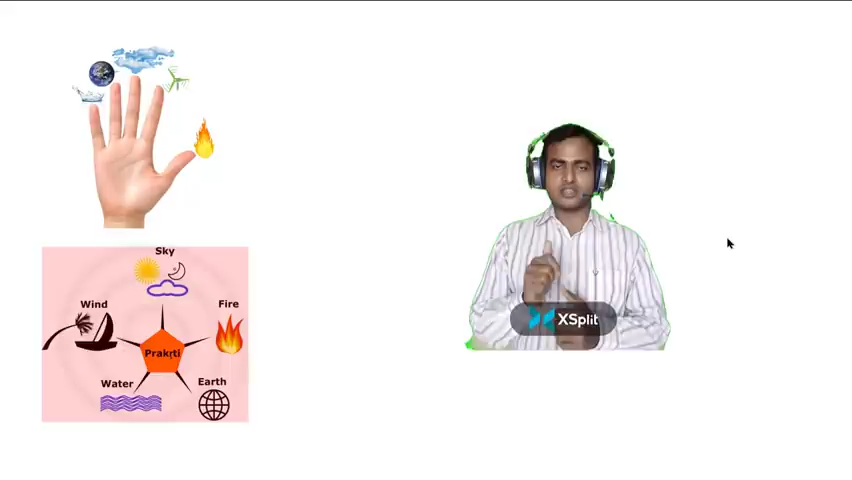 Sky
Wind
Fire
Prakṛti
Water
Earth
XSplit